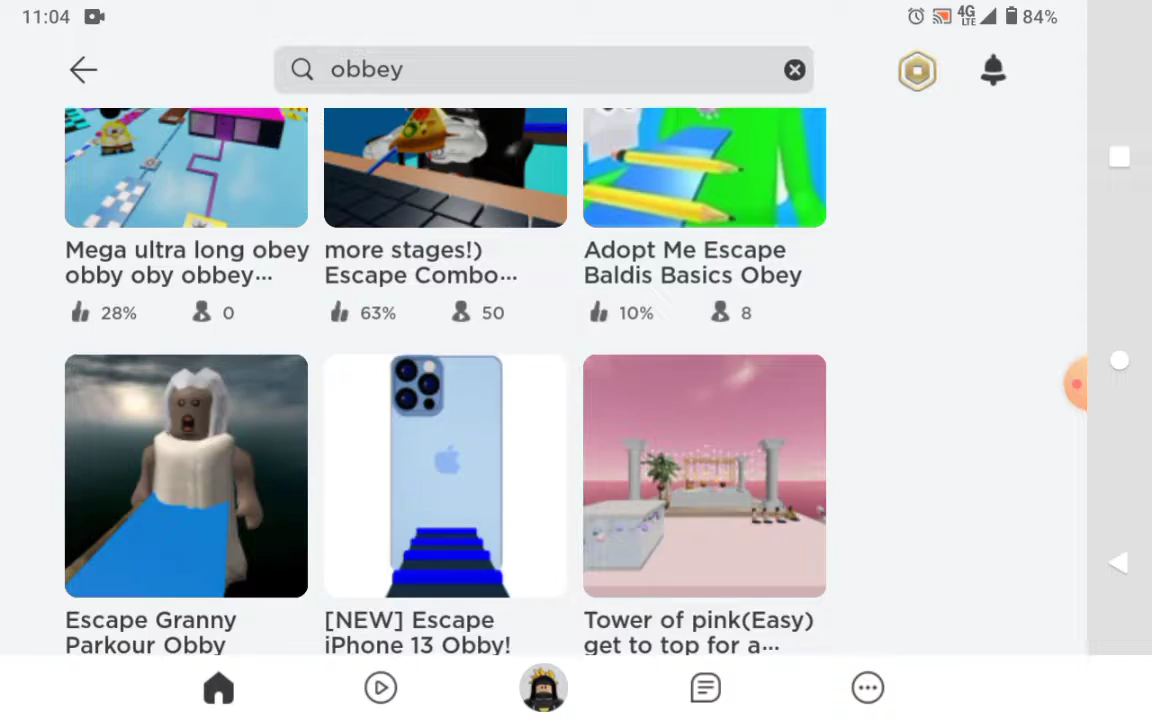 11:04
4G
LTE
84%
obbey
Mega ultra long obey
obby oby obbey...
28%
0
more stages!)
Escape Combo...
63%
50
Adopt Me Escape
Baldis Basics Obey
10%
8
Escape Granny
Parkour Obby
[NEW] Escape
iPhone 13 Obby!
Tower of pink(Easy)
get to top for a...